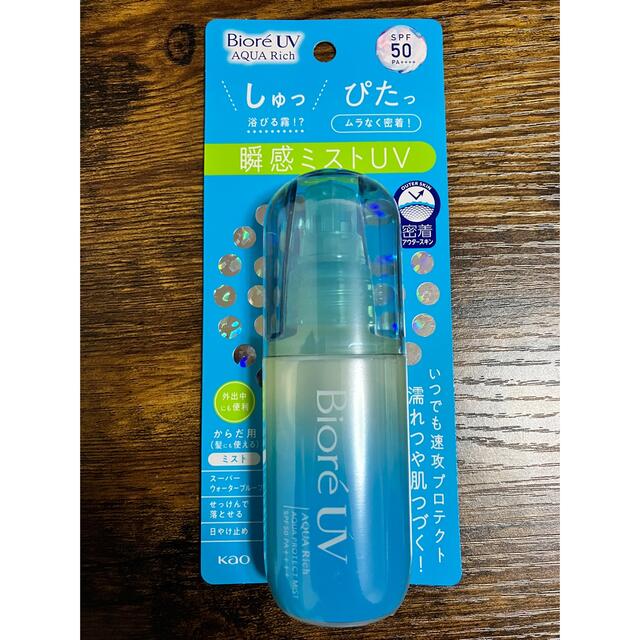 Bioré UV
AQUA Rich
SPF
50
PA++++
しゅっ
浴びる霧!?
ぴたっ
ムラなく密着!
瞬感ミストUV
OUTER SKIN
密着
アウタースキン
いつでも速攻プロテクト
濡れつや肌つづく!
外出中
にも便利
からだ用
(髪にも使える)
ミスト
スーパー
ウォータープルーフ
せっけんで
落とせる
日やけ止め
Kao
Bioré UV
AQUA Rich
AQUA PROTECT MIST
SPF50 PA++++